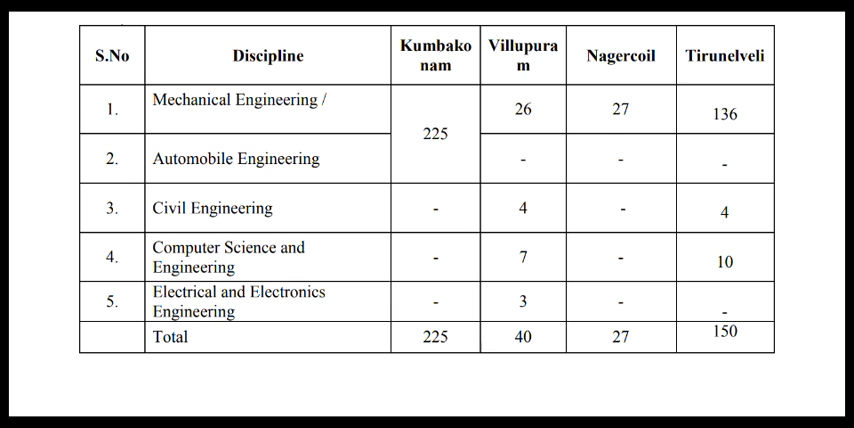 S.No Discipline Kumbako Villupura Nagercoil Tirunelveli
nam m
1. Mechanical Engineering / 26 27 136
225
2. Automobile Engineering - - -
3. Civil Engineering - 4 - 4
4. Computer Science and - 7 - 10
Engineering
5. Electrical and Electronics - 3 - -
Engineering
Total 225 40 27 150